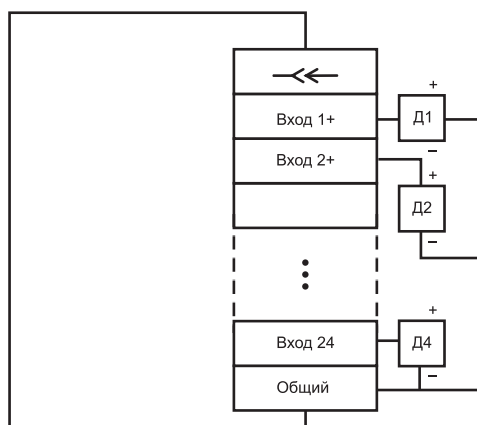 +
Вход 1+
Д1
−
Вход 2+
+
Д2
−
+
Вход 24
Д4
−
Общий